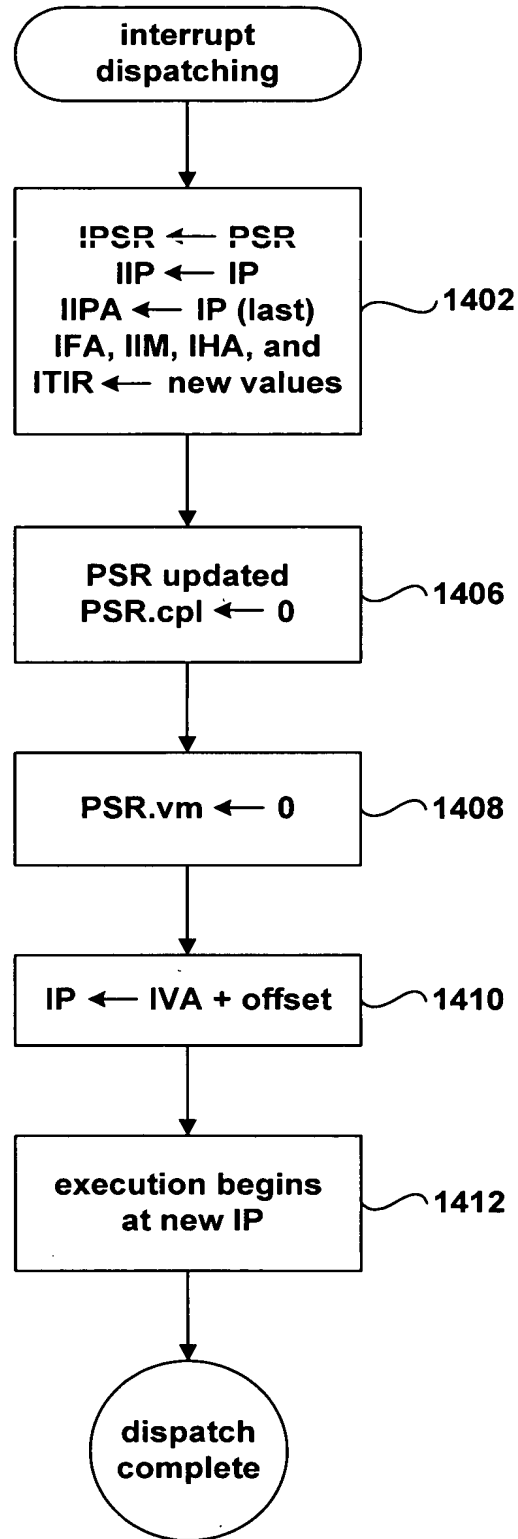 interrupt
dispatching
IPSR ← PSR
IIP ← IP
IIPA ← IP (last)
IFA, IIM, IHA, and
ITIR ← new values
1402
PSR updated
PSR.cpl ← 0
1406
PSR.vm ← 0
1408
IP ← IVA + offset
1410
execution begins
at new IP
1412
dispatch
complete